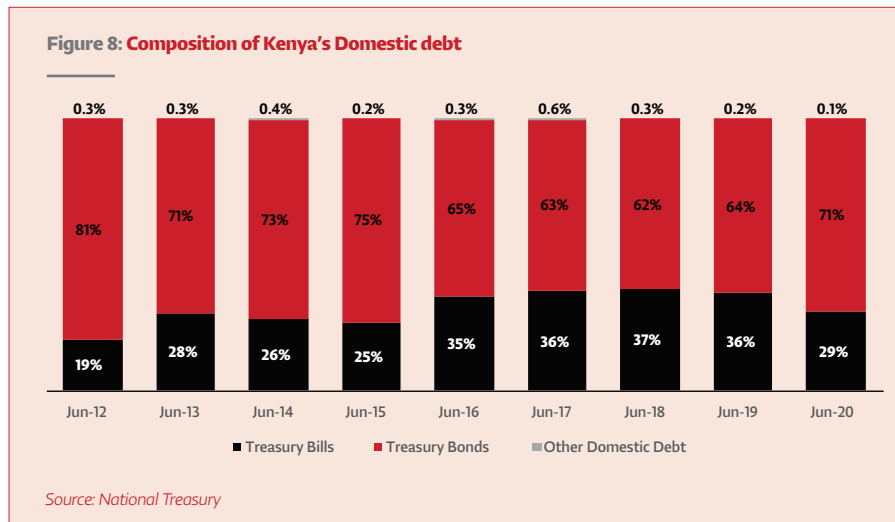 Figure 8: Composition of Kenya's Domestic debt
0.3% 0.3% 0.4% 0.2% 0.3% 0.6% 0.3% 0.2% 0.1%
81% 71% 73% 75% 65% 63% 62% 64% 71%
19% 28% 26% 25% 35% 36% 37% 36% 29%
Jun-12 Jun-13 Jun-14 Jun-15 Jun-16 Jun-17 Jun-18 Jun-19 Jun-20
Treasury Bills Treasury Bonds Other Domestic Debt
Source: National Treasury